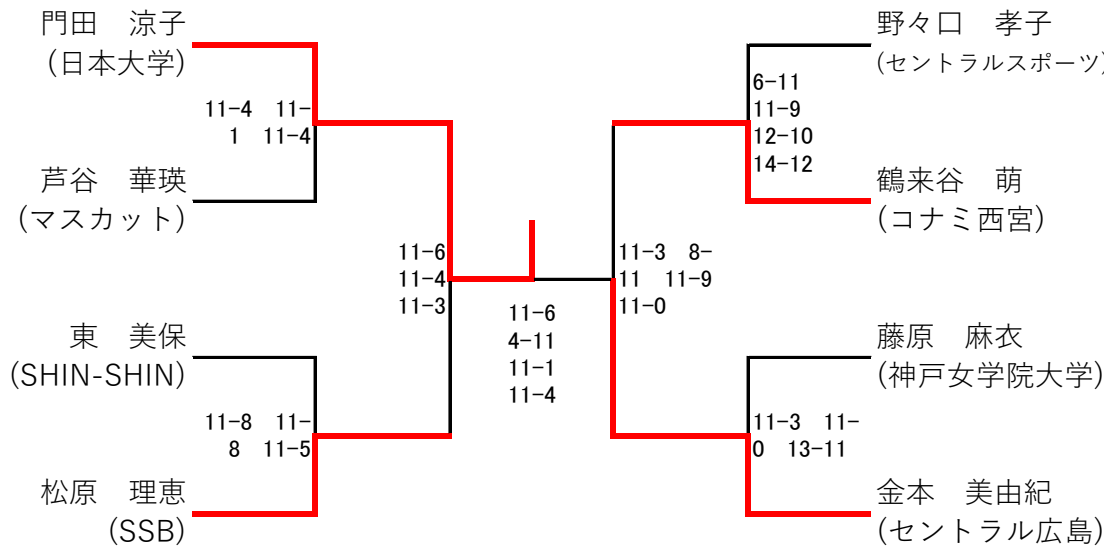 門田　涼子
(日本大学)
11-4　11-
1　11-4
芦谷　華瑛
(マスカット)
11-6
11-4
11-3
東　美保
(SHIN-SHIN)
11-8　11-
8　11-5
松原　理恵
(SSB)
11-6
4-11
11-1
11-4
野々口　孝子
(セントラルスポーツ)
6-11
11-9
12-10
14-12
鶴来谷　萌
(コナミ西宮)
11-3　8-
11　11-9
11-0
藤原　麻衣
(神戸女学院大学)
11-3　11-
0　13-11
金本　美由紀
(セントラル広島)